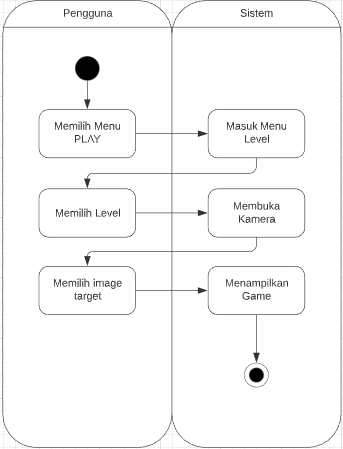 Pengguna
Sistem
Memilih Menu
PLAY
Masuk Menu
Level
Memilih Level
Membuka
Kamera
Memilih image
target
Menampilkan
Game